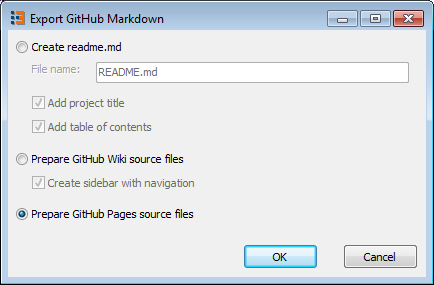 Export GitHub Markdown
Create readme.md
File name: README.md
Add project title
Add table of contents
Prepare GitHub Wiki source files
Create sidebar with navigation
Prepare GitHub Pages source files
OK Cancel